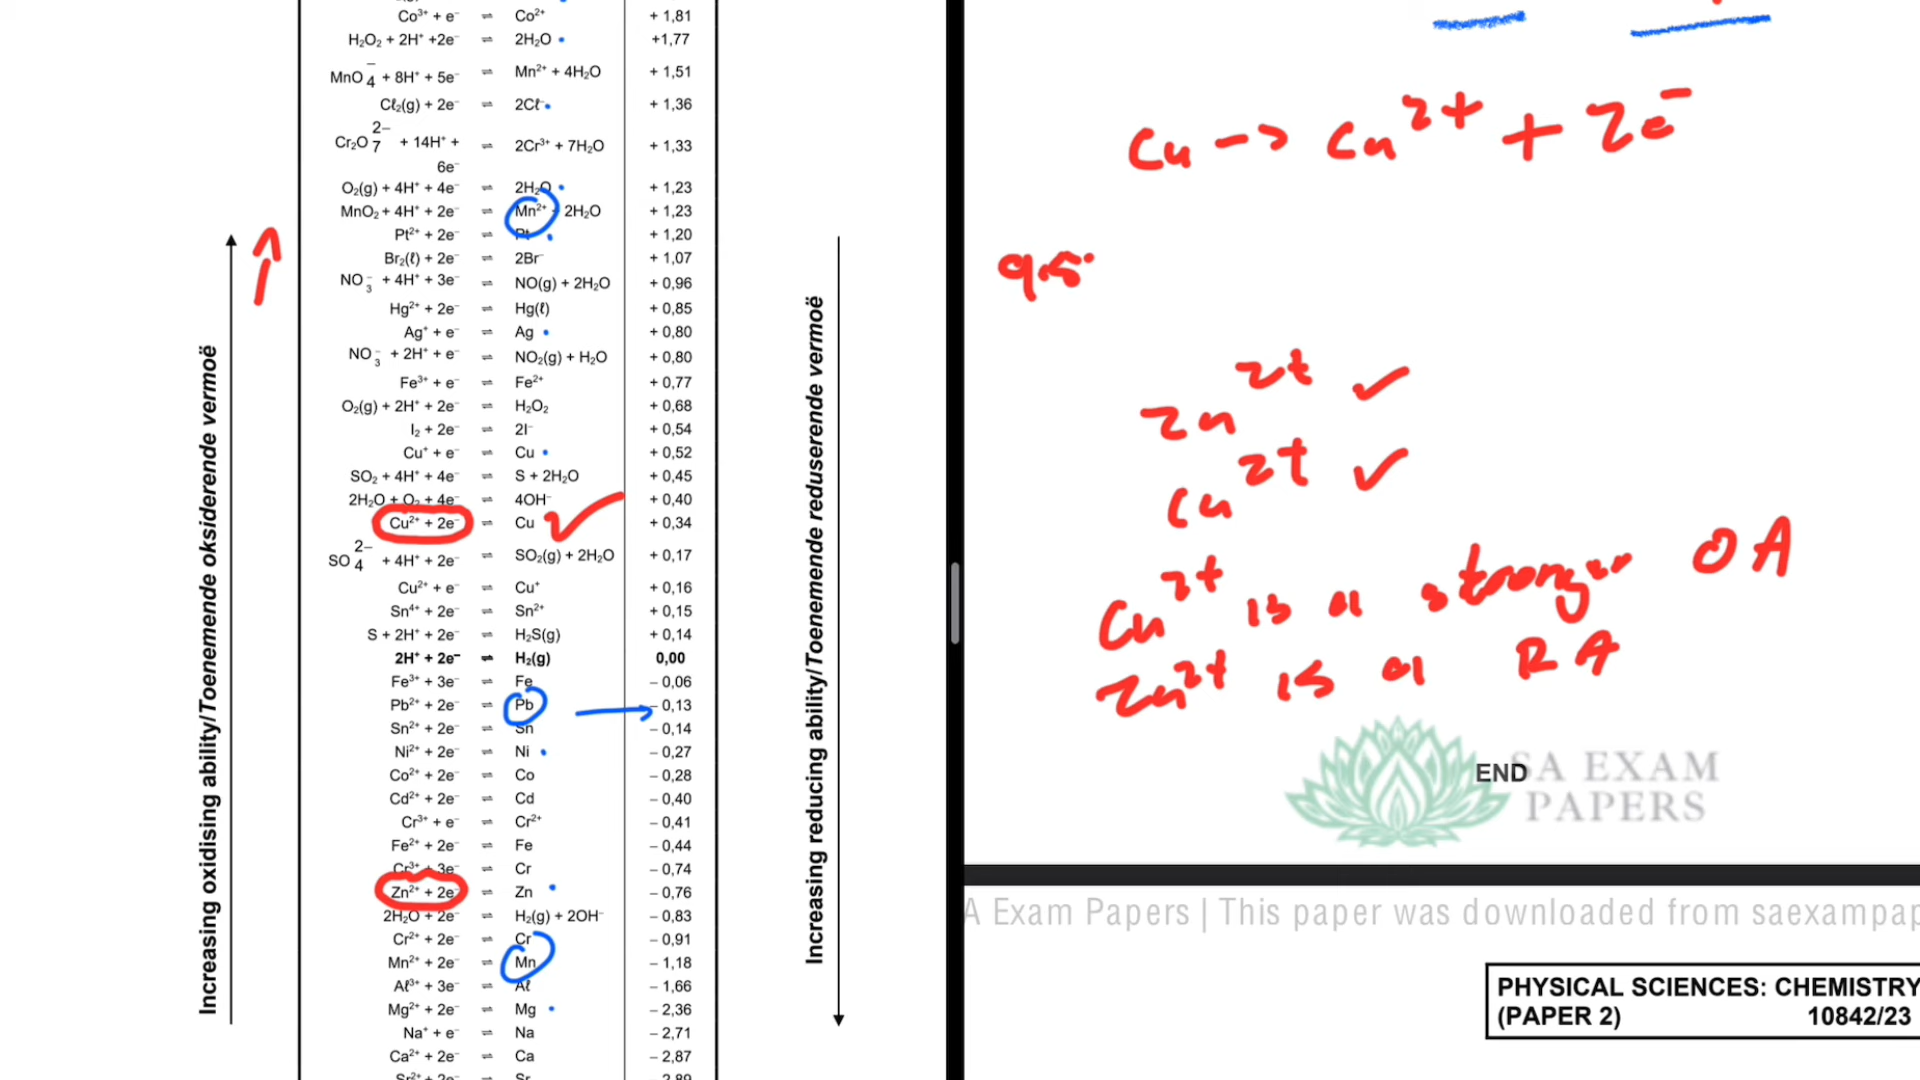 Co³⁺ + e⁻ ⇌ Co²⁺ + 1,81
H₂O₂ + 2H⁺ +2e⁻ ⇌ 2H₂O +1,77
MnO₄⁻ + 8H⁺ + 5e⁻ ⇌ Mn²⁺ + 4H₂O + 1,51
Cℓ₂(g) + 2e⁻ ⇌ 2Cℓ⁻ + 1,36
Cr₂O₇²⁻ + 14H⁺ + 6e⁻ ⇌ 2Cr³⁺ + 7H₂O + 1,33
O₂(g) + 4H⁺ + 4e⁻ ⇌ 2H₂O + 1,23
MnO₂ + 4H⁺ + 2e⁻ ⇌ Mn²⁺ + 2H₂O + 1,23
Pt²⁺ + 2e⁻ ⇌ Pt + 1,20
Br₂(ℓ) + 2e⁻ ⇌ 2Br⁻ + 1,07
NO₃⁻ + 4H⁺ + 3e⁻ ⇌ NO(g) + 2H₂O + 0,96
Hg²⁺ + 2e⁻ ⇌ Hg(ℓ) + 0,85
Ag⁺ + e⁻ ⇌ Ag + 0,80
NO₃⁻ + 2H⁺ + e⁻ ⇌ NO₂(g) + H₂O + 0,80
Fe³⁺ + e⁻ ⇌ Fe²⁺ + 0,77
O₂(g) + 2H⁺ + 2e⁻ ⇌ H₂O₂ + 0,68
I₂ + 2e⁻ ⇌ 2I⁻ + 0,54
Cu⁺ + e⁻ ⇌ Cu + 0,52
SO₂ + 4H⁺ + 4e⁻ ⇌ S + 2H₂O + 0,45
2H₂O + O₂ + 4e⁻ ⇌ 4OH⁻ + 0,40
Cu²⁺ + 2e⁻ ⇌ Cu + 0,34
SO₄²⁻ + 4H⁺ + 2e⁻ ⇌ SO₂(g) + 2H₂O + 0,17
Cu²⁺ + e⁻ ⇌ Cu⁺ + 0,16
Sn⁴⁺ + 2e⁻ ⇌ Sn²⁺ + 0,15
S + 2H⁺ + 2e⁻ ⇌ H₂S(g) + 0,14
2H⁺ + 2e⁻ ⇌ H₂(g) 0,00
Fe³⁺ + 3e⁻ ⇌ Fe − 0,06
Pb²⁺ + 2e⁻ ⇌ Pb − 0,13
Sn²⁺ + 2e⁻ ⇌ Sn − 0,14
Ni²⁺ + 2e⁻ ⇌ Ni − 0,27
Co²⁺ + 2e⁻ ⇌ Co − 0,28
Cd²⁺ + 2e⁻ ⇌ Cd − 0,40
Cr³⁺ + e⁻ ⇌ Cr²⁺ − 0,41
Fe²⁺ + 2e⁻ ⇌ Fe − 0,44
Cr³⁺ + 3e⁻ ⇌ Cr − 0,74
Zn²⁺ + 2e⁻ ⇌ Zn − 0,76
2H₂O + 2e⁻ ⇌ H₂(g) + 2OH⁻ − 0,83
Cr²⁺ + 2e⁻ ⇌ Cr − 0,91
Mn²⁺ + 2e⁻ ⇌ Mn − 1,18
Aℓ³⁺ + 3e⁻ ⇌ Aℓ − 1,66
Mg²⁺ + 2e⁻ ⇌ Mg − 2,36
Na⁺ + e⁻ ⇌ Na − 2,71
Ca²⁺ + 2e⁻ ⇌ Ca − 2,87
Sr²⁺ + 2e⁻ ⇌ Sr − 2,89
Increasing oxidising ability/Toenemende oksiderende vermoë
Increasing reducing ability/Toenemende reduserende vermoë
Cu -> Cu²⁺ + 2e⁻
9.5
Zn²⁺ ✓
Cu²⁺ ✓
Cu²⁺ is a stronger OA
Zn²⁺ is a RA
END
SA EXAM
PAPERS
A Exam Papers | This paper was downloaded from saexampap
PHYSICAL SCIENCES: CHEMISTRY
(PAPER 2) 10842/23